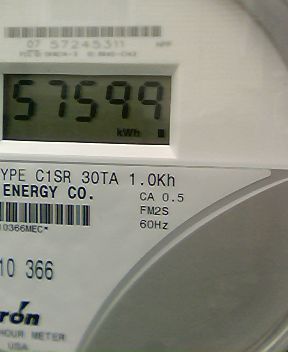 07 57245311
57599
kWh
TYPE C1SR 30TA 1.0Kh
ENERGY CO. CA 0.5
FM2S
10366MEC* 60Hz
10 366
ron
HOUR METER
USA